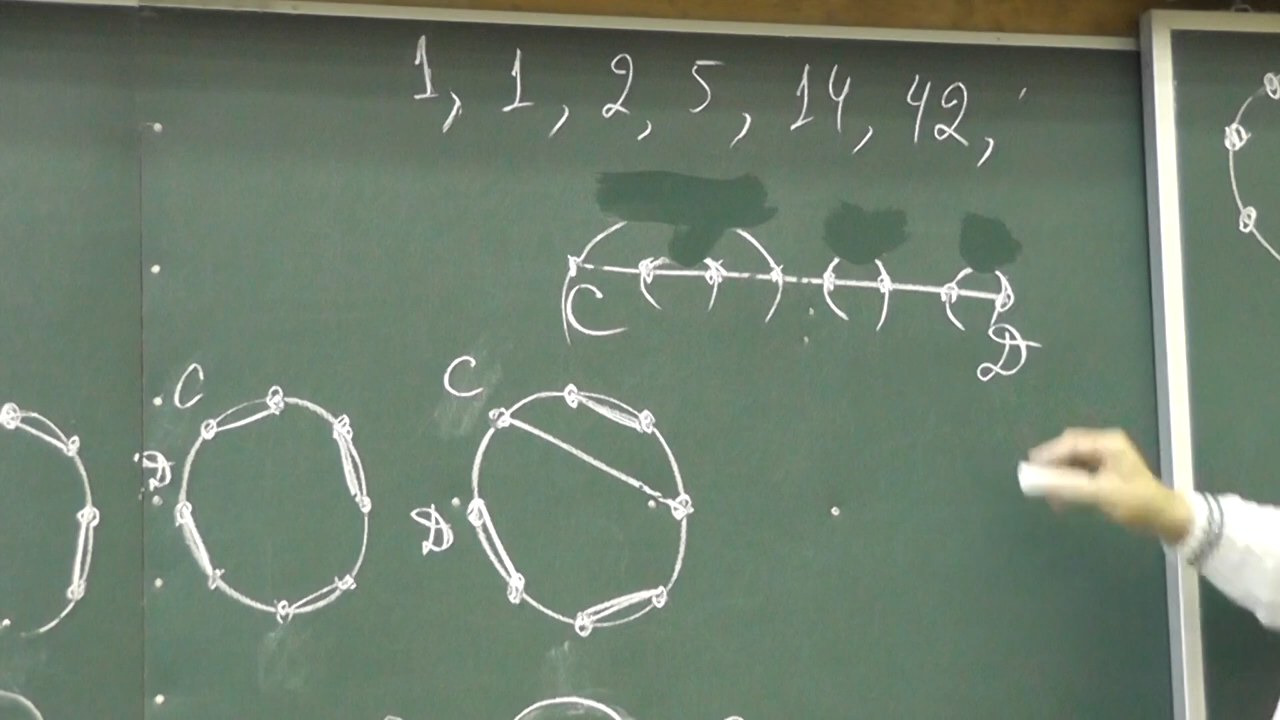 1, 1, 2, 5, 14, 42,
( ( ) ) ( ) ( )
C D
C C
D D